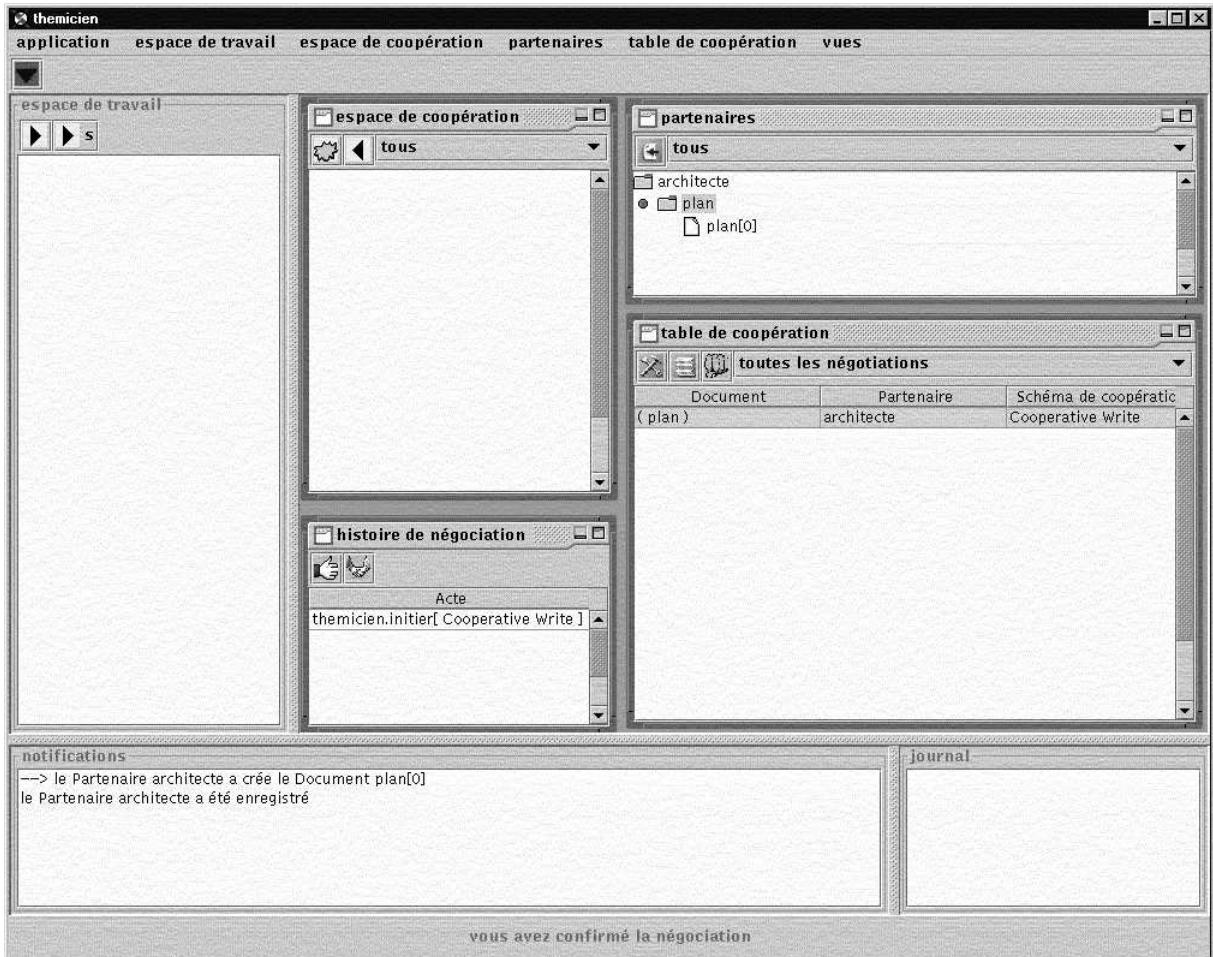 themicien
application espace de travail espace de coopération partenaires table de coopération vues
espace de travail
s
espace de coopération
tous
partenaires
tous
architecte
plan
plan[0]
table de coopération
toutes les négotiations
Document Partenaire Schéma de coopératic
( plan ) architecte Cooperative Write
histoire de négociation
Acte
themicien.initier[ Cooperative Write ]
notifications
--> le Partenaire architecte a crée le Document plan[0]
le Partenaire architecte a été enregistré
journal
vous avez confirmé la négociation